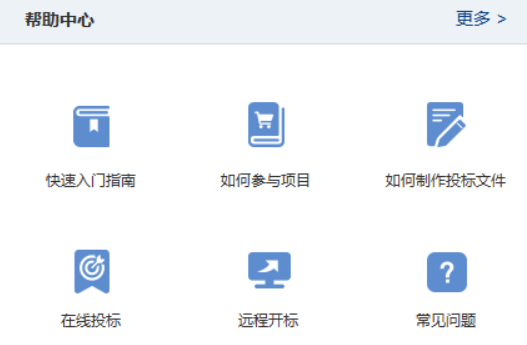 帮助中心 更多 >
快速入门指南 如何参与项目 如何制作投标文件
在线投标 远程开标 常见问题